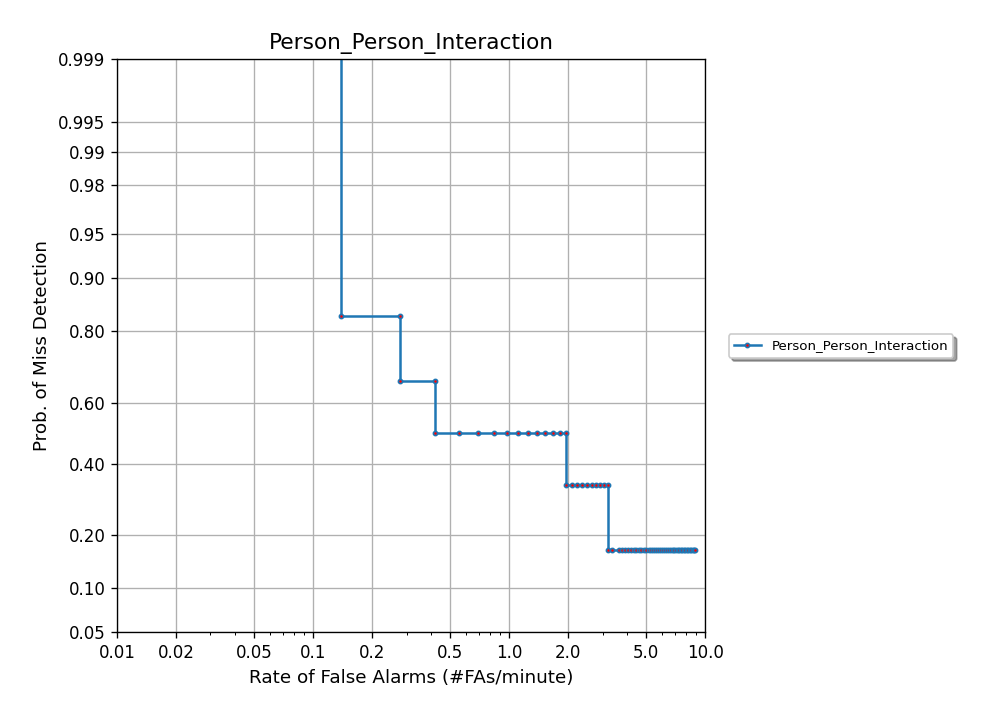 Person_Person_Interaction
0.999
0.995
0.99
0.98
0.95
0.90
0.80
0.60
0.40
0.20
0.10
0.05
Prob. of Miss Detection
0.01 0.02 0.05 0.1 0.2 0.5 1.0 2.0 5.0 10.0
Rate of False Alarms (#FAs/minute)
Person_Person_Interaction